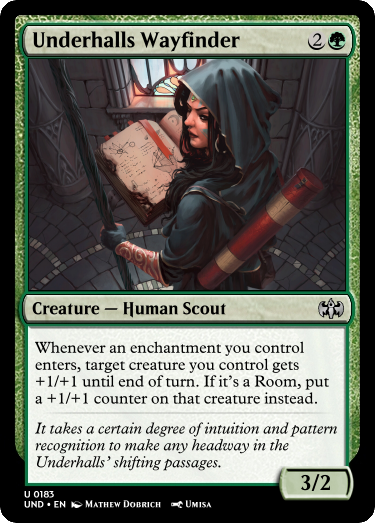 Underhalls Wayfinder 2
Creature — Human Scout
Whenever an enchantment you control
enters, target creature you control gets
+1/+1 until end of turn. If it's a Room, put
a +1/+1 counter on that creature instead.
It takes a certain degree of intuition and pattern
recognition to make any headway in the
Underhalls' shifting passages.
3/2
U 0183
UND • EN Mathew Dobrich Umisa